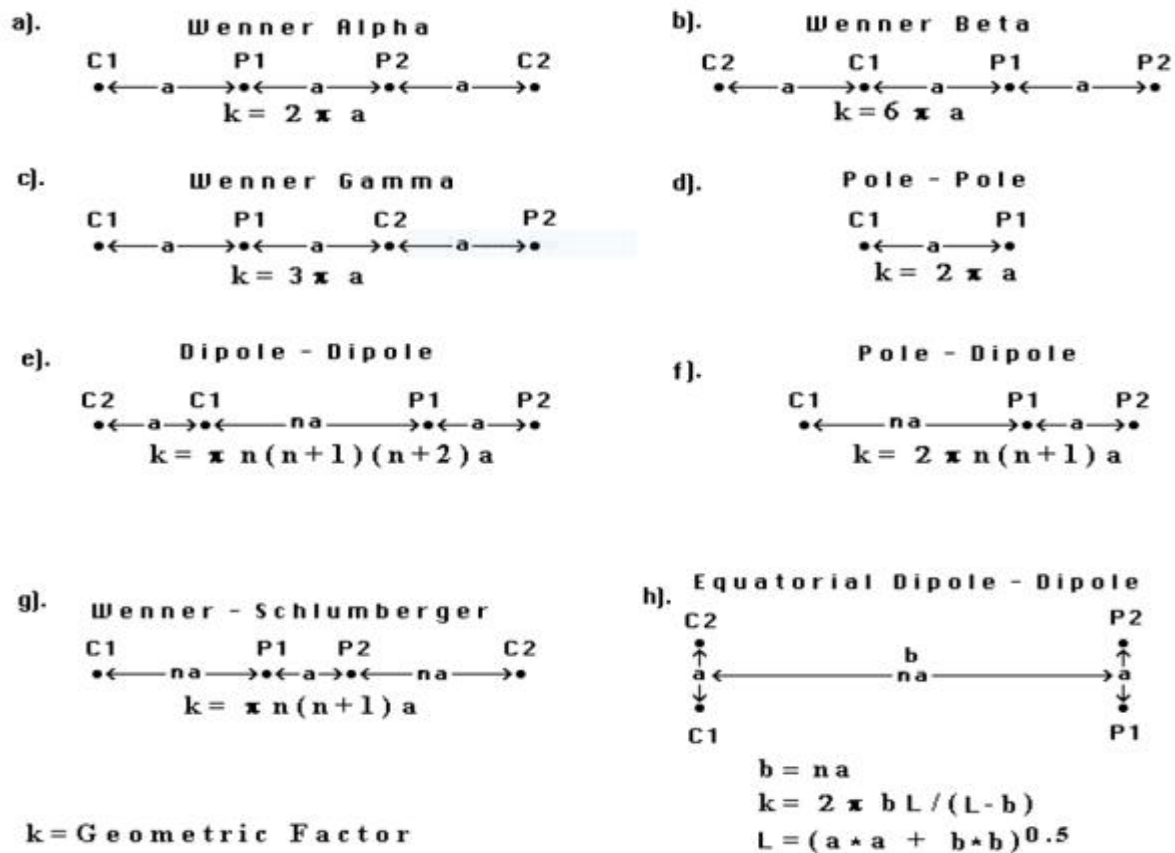 a). Wenner Alpha
C1 P1 P2 C2
a a a
k = 2 π a
b). Wenner Beta
C2 C1 P1 P2
a a a
k = 6 π a
c). Wenner Gamma
C1 P1 C2 P2
a a a
k = 3 π a
d). Pole - Pole
C1 P1
a
k = 2 π a
e). Dipole - Dipole
C2 C1 P1 P2
a na a
k = π n(n+1)(n+2)a
f). Pole - Dipole
C1 P1 P2
na a
k = 2 π n(n+1)a
g). Wenner - Schlumberger
C1 P1 P2 C2
na a na
k = π n(n+1)a
h). Equatorial Dipole - Dipole
C2 P2
b
a na a
C1 P1
b = na
k = 2 π bL/(L-b)
L = (a*a + b*b)0.5
k = Geometric Factor